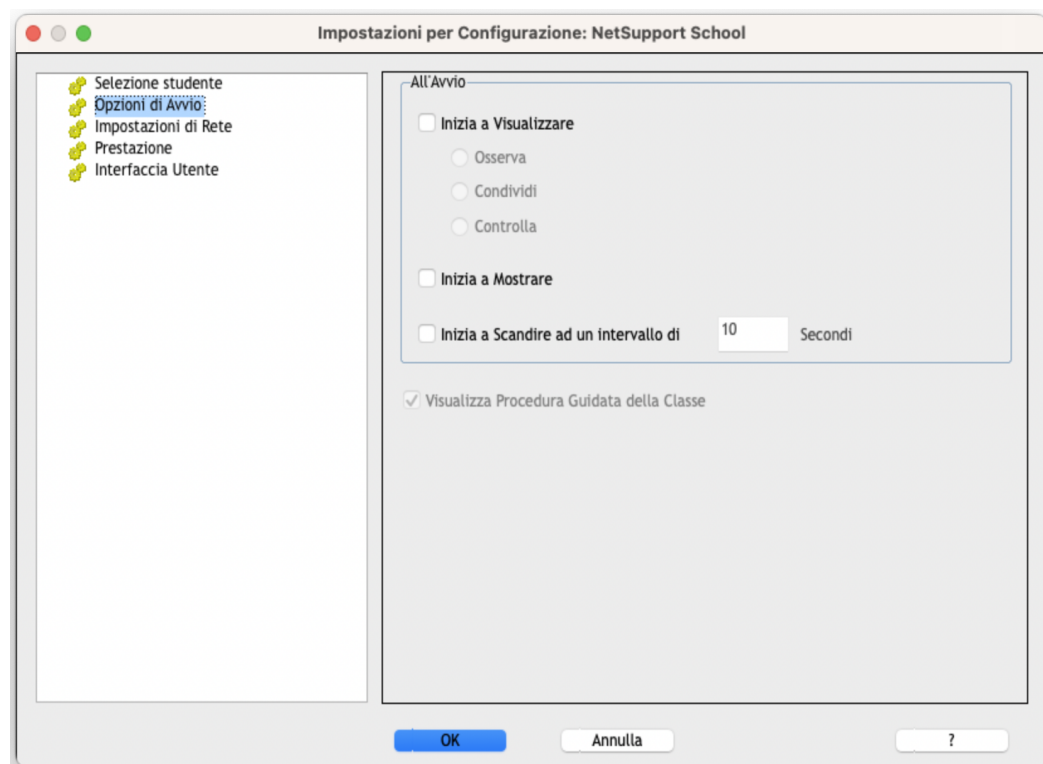 Impostazioni per Configurazione: NetSupport School
Selezione studente
Opzioni di Avvio
Impostazioni di Rete
Prestazione
Interfaccia Utente
All'Avvio
Inizia a Visualizzare
Osserva
Condividi
Controlla
Inizia a Mostrare
Inizia a Scandire ad un intervallo di 10 Secondi
Visualizza Procedura Guidata della Classe
OK Annulla ?